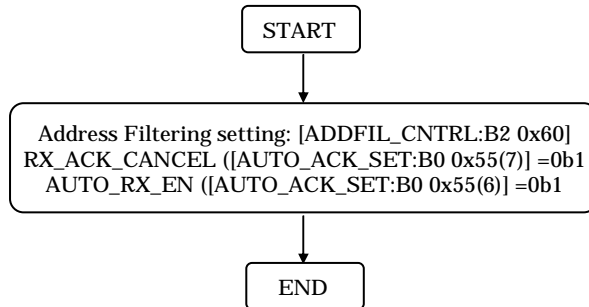 START
Address Filtering setting: [ADDFIL_CNTRL:B2 0x60]
RX_ACK_CANCEL ([AUTO_ACK_SET:B0 0x55(7)] =0b1
AUTO_RX_EN ([AUTO_ACK_SET:B0 0x55(6)] =0b1
END